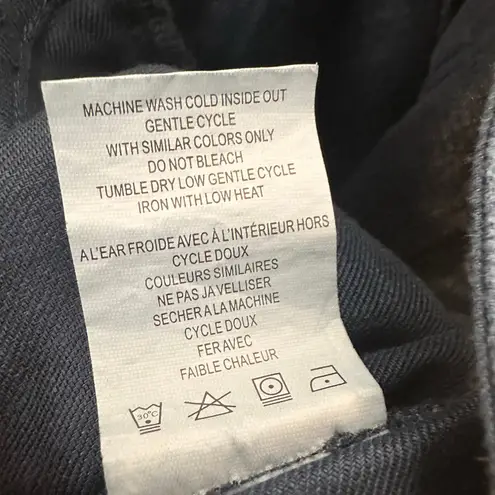 MACHINE WASH COLD INSIDE OUT
GENTLE CYCLE
WITH SIMILAR COLORS ONLY
DO NOT BLEACH
TUMBLE DRY LOW GENTLE CYCLE
IRON WITH LOW HEAT
A L'EAR FROIDE AVEC À L'INTÉRIEUR HORS
CYCLE DOUX
COULEURS SIMILAIRES
NE PAS JAVELLISER
SECHER A LA MACHINE
CYCLE DOUX
FER AVEC
FAIBLE CHALEUR
30°C